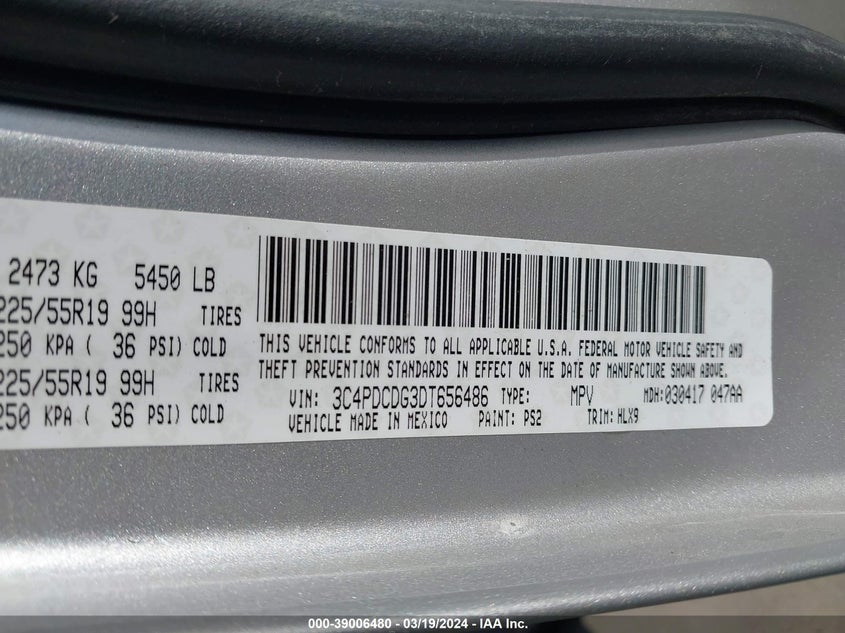 2473 KG 5450 LB
225/55R19 99H TIRES
250 KPA ( 36 PSI) COLD
225/55R19 99H TIRES
250 KPA ( 36 PSI) COLD
THIS VEHICLE CONFORMS TO ALL APPLICABLE U.S.A. FEDERAL MOTOR VEHICLE SAFETY AND
THEFT PREVENTION STANDARDS IN EFFECT ON THE DATE OF MANUFACTURE SHOWN ABOVE.
VIN: 3C4PDCDG3DT656486 TYPE: MPV MDH:030417 047AA
VEHICLE MADE IN MEXICO PAINT: PS2 TRIM: HLX9
000-39006480 - 03/19/2024 - IAA Inc.